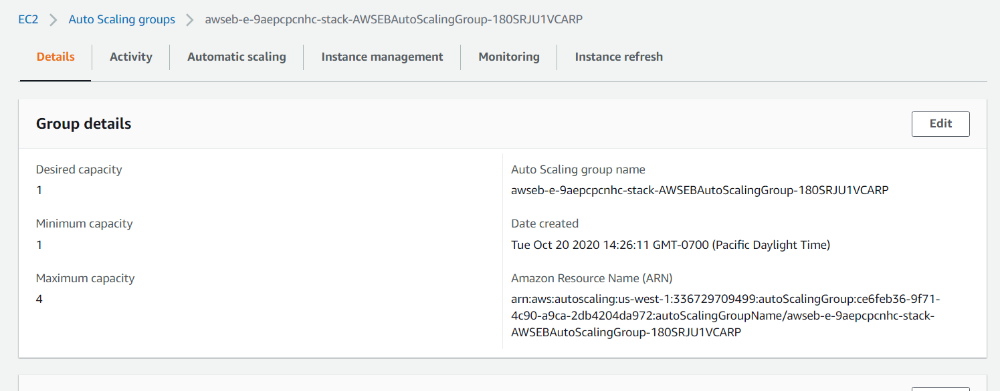 EC2 Auto Scaling groups awseb-e-9aepcpcnhc-stack-AWSEBAutoScalingGroup-180SRJU1VCARP
Details Activity Automatic scaling Instance management Monitoring Instance refresh
Group details Edit
Desired capacity
1
Minimum capacity
1
Maximum capacity
4
Auto Scaling group name
awseb-e-9aepcpcnhc-stack-AWSEBAutoScalingGroup-180SRJU1VCARP
Date created
Tue Oct 20 2020 14:26:11 GMT-0700 (Pacific Daylight Time)
Amazon Resource Name (ARN)
arn:aws:autoscaling:us-west-1:336729709499:autoScalingGroup:ce6feb36-9f71-
4c90-a9ca-2db4204da972:autoScalingGroupName/awseb-e-9aepcpcnhc-stack-
AWSEBAutoScalingGroup-180SRJU1VCARP